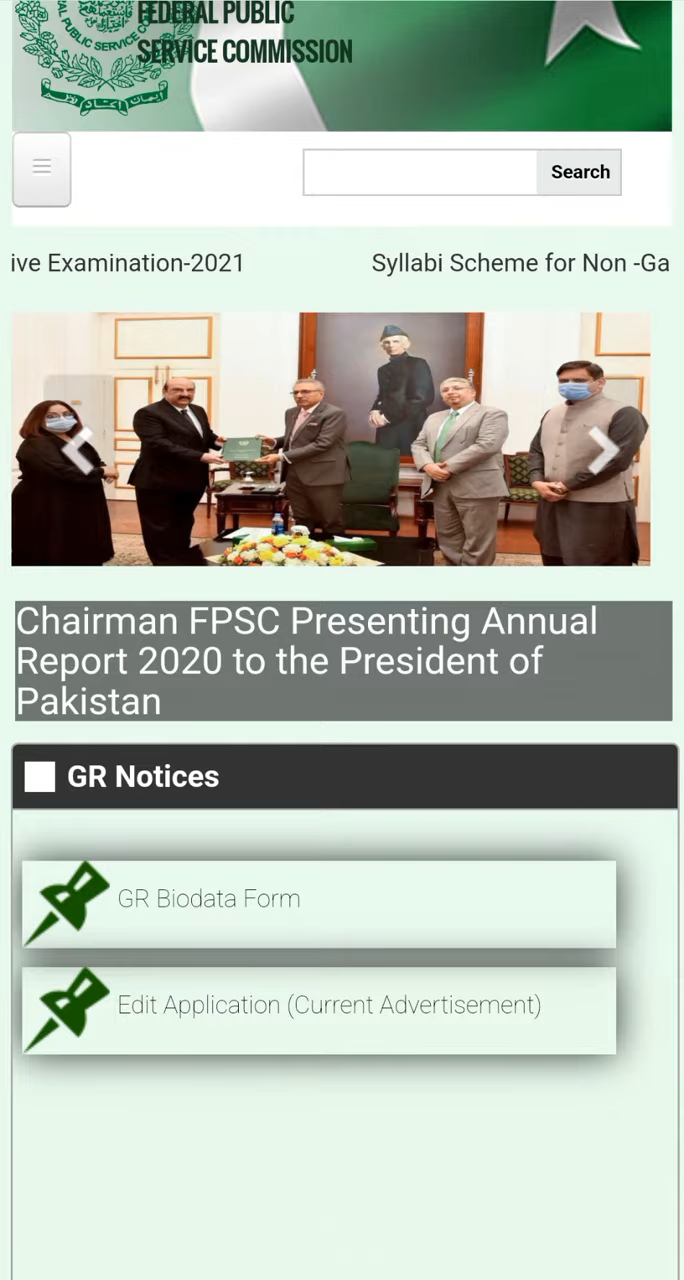 FEDERAL PUBLIC
SERVICE COMMISSION
Search
ive Examination-2021 Syllabi Scheme for Non -Ga
Chairman FPSC Presenting Annual
Report 2020 to the President of
Pakistan
GR Notices
GR Biodata Form
Edit Application (Current Advertisement)